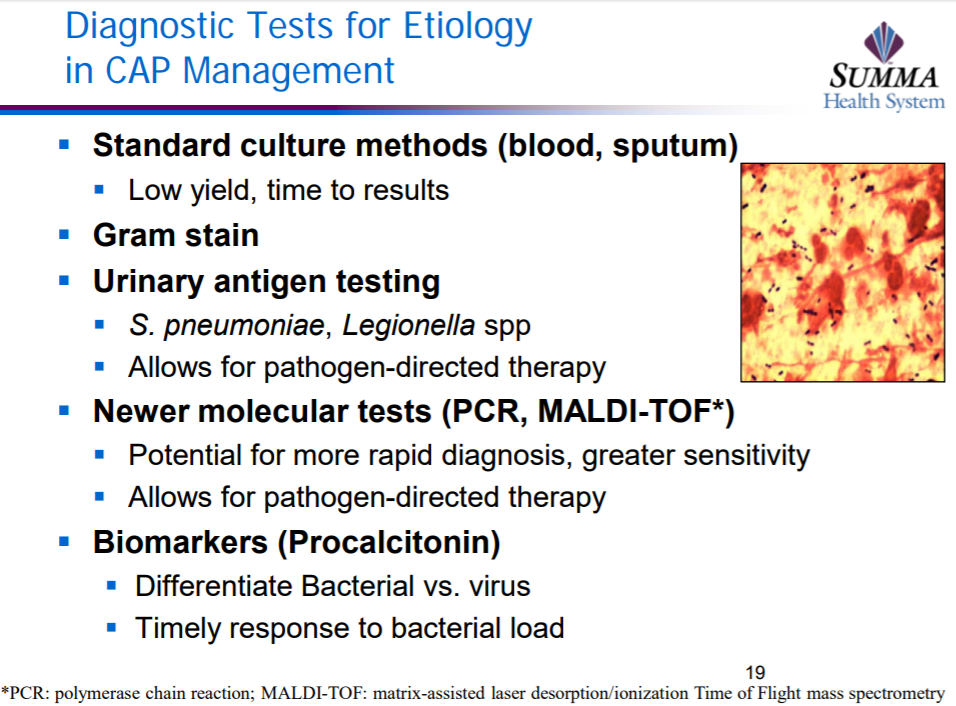 Diagnostic Tests for Etiology
in CAP Management
SUMMA
Health System
▪ Standard culture methods (blood, sputum)
▪ Low yield, time to results
▪ Gram stain
▪ Urinary antigen testing
▪ S. pneumoniae, Legionella spp
▪ Allows for pathogen-directed therapy
▪ Newer molecular tests (PCR, MALDI-TOF*)
▪ Potential for more rapid diagnosis, greater sensitivity
▪ Allows for pathogen-directed therapy
▪ Biomarkers (Procalcitonin)
▪ Differentiate Bacterial vs. virus
▪ Timely response to bacterial load
19
*PCR: polymerase chain reaction; MALDI-TOF: matrix-assisted laser desorption/ionization Time of Flight mass spectrometry